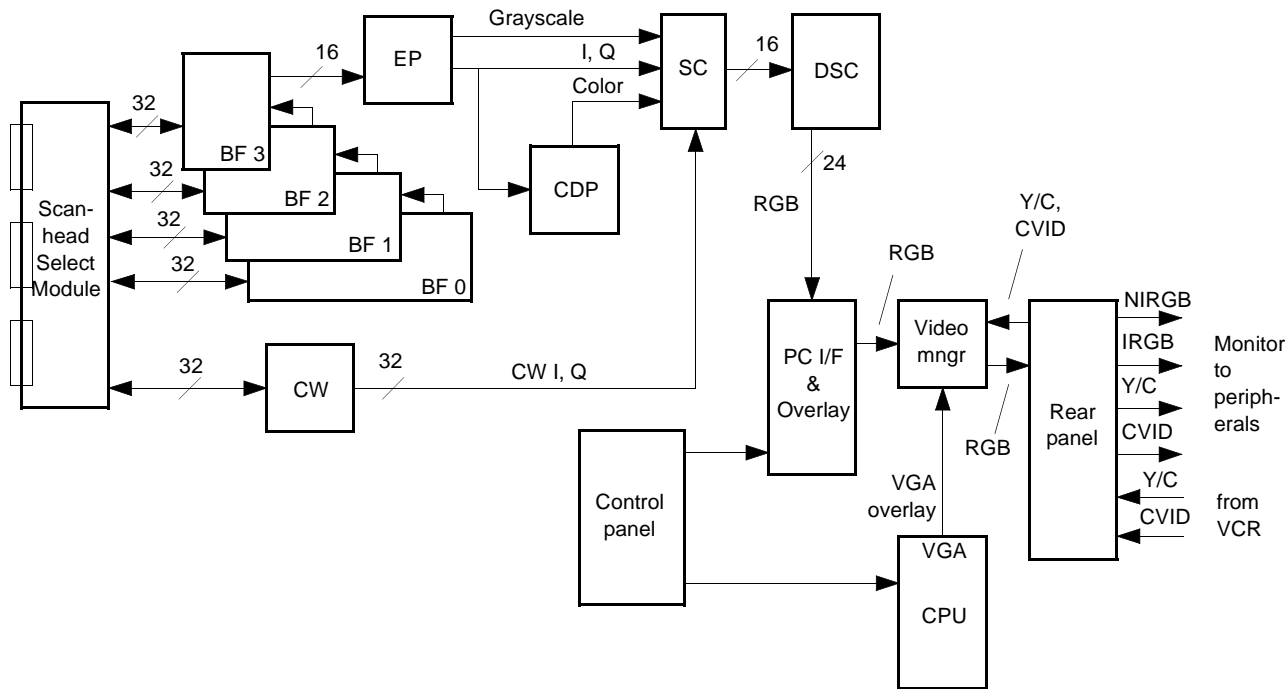 Grayscale
16
EP
I, Q
SC
16
DSC
Color
32
BF 3
32
BF 2
CDP
24
RGB
Scan-
head
Select
Module
32
BF 1
32
BF 0
Y/C,
CVID
RGB
NIRGB
IRGB
Y/C
CVID
Y/C
CVID
Monitor
to
periph-
erals
from
VCR
PC I/F
&
Overlay
Video
mngr
Rear
panel
RGB
32
CW
32
CW I, Q
Control
panel
VGA
overlay
VGA
CPU